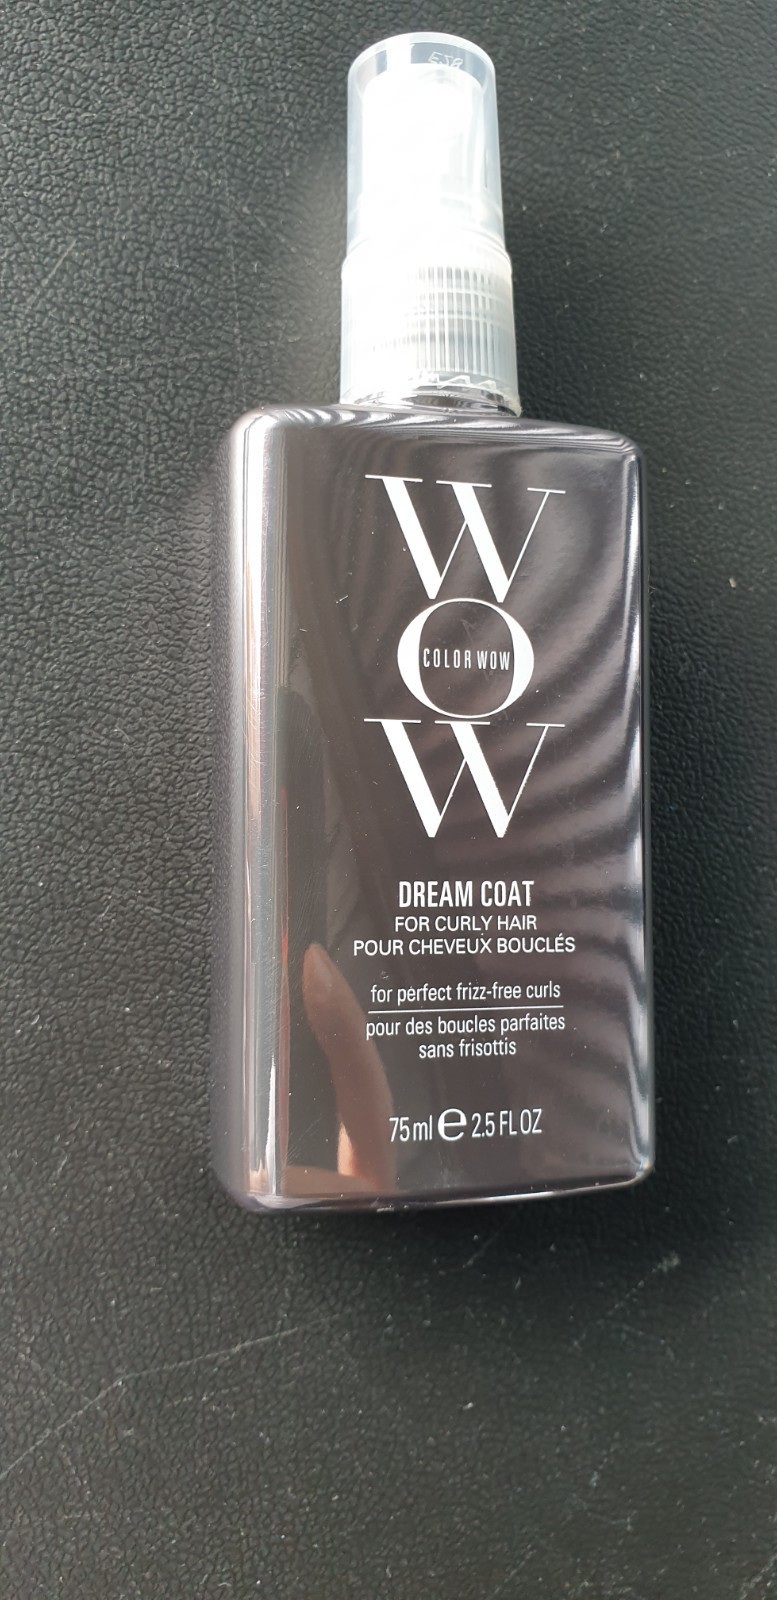 W
COLOR WOW
O
W
DREAM COAT
FOR CURLY HAIR
POUR CHEVEUX BOUCLÉS
for perfect frizz-free curls
pour des boucles parfaites
sans frisottis
75ml e 2.5 FL OZ